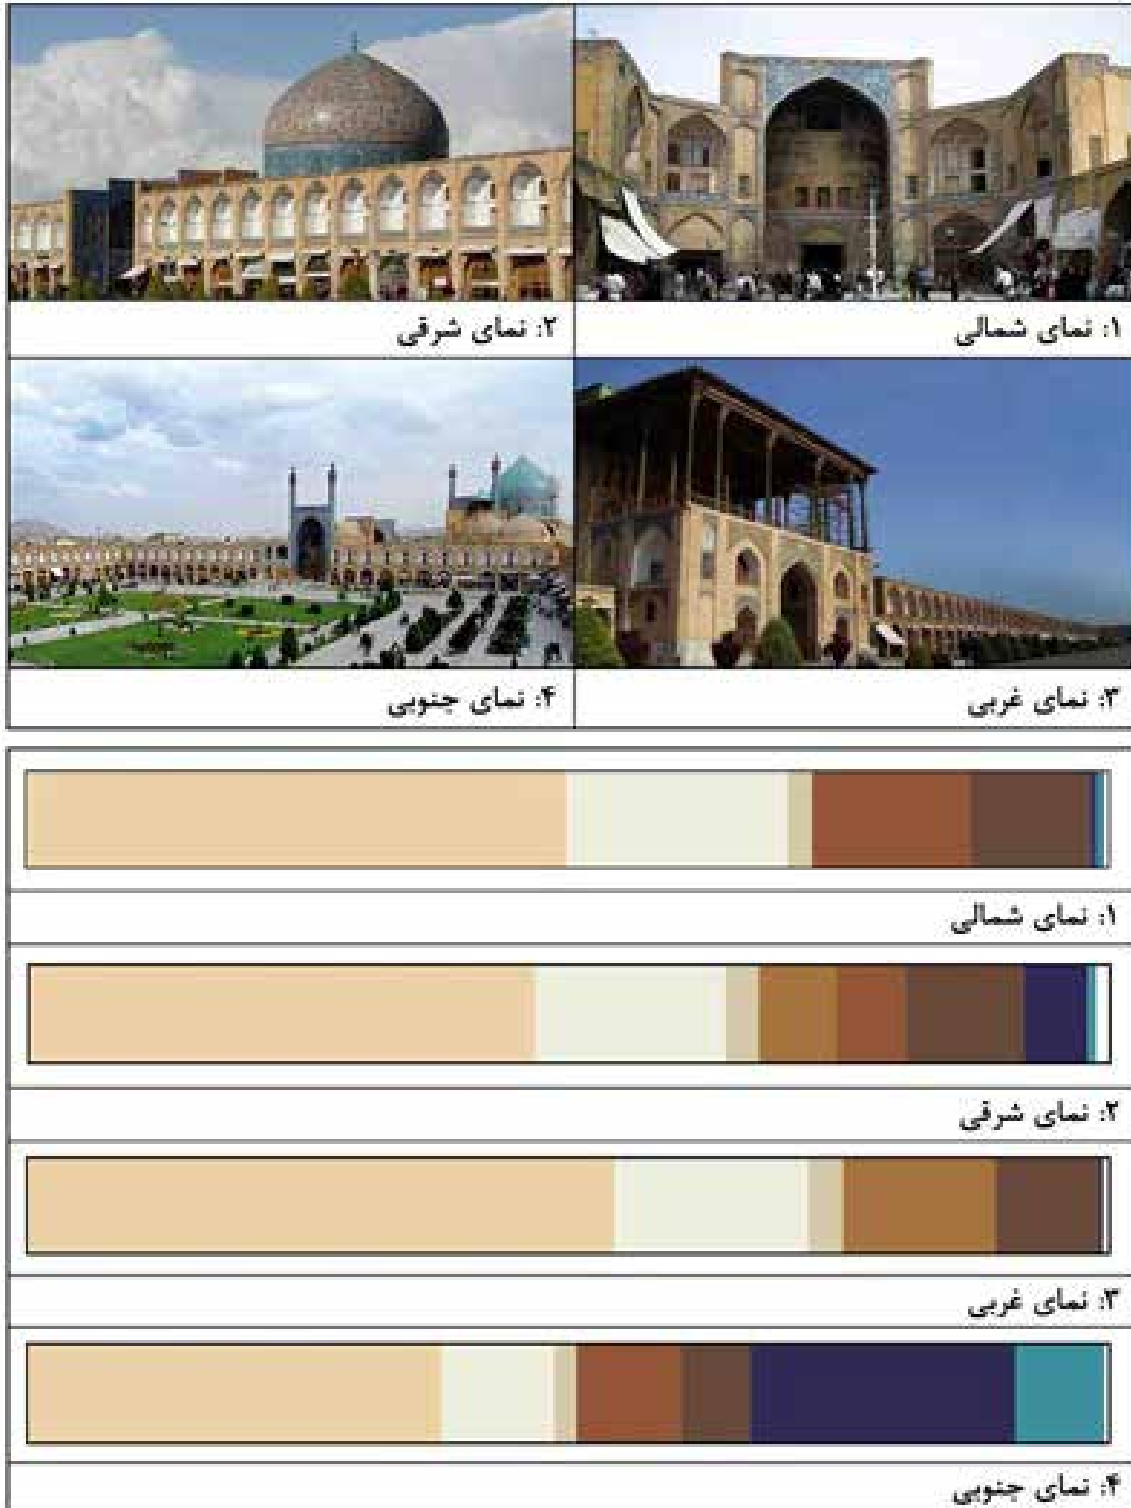 ۱: نمای شمالی
۲: نمای شرقی
۳: نمای غربی
۴: نمای جنوبی
۱: نمای شمالی
۲: نمای شرقی
۳: نمای غربی
۴: نمای جنوبی